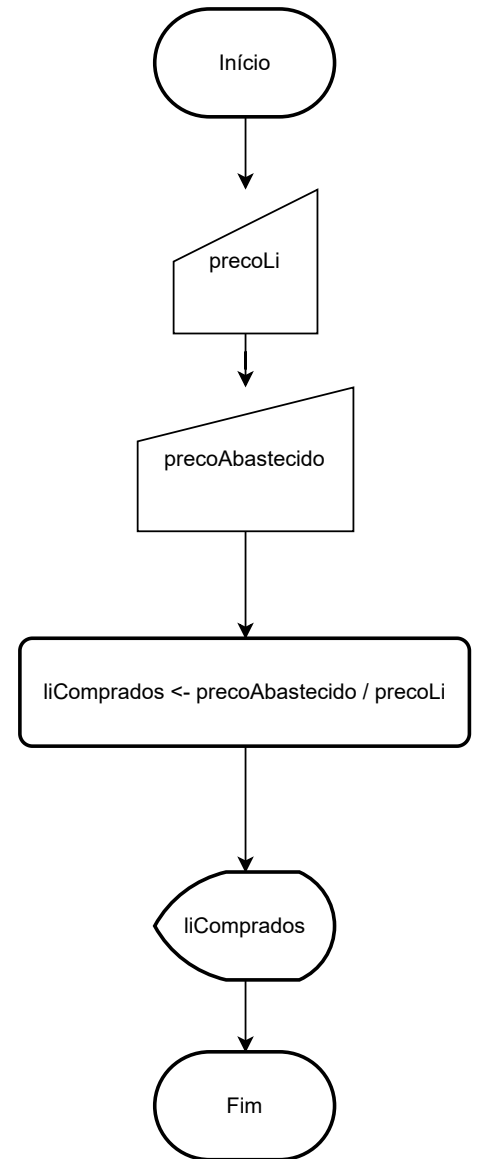 Início
precoLi
precoAbastecido
liComprados <- precoAbastecido / precoLi
liComprados
Fim